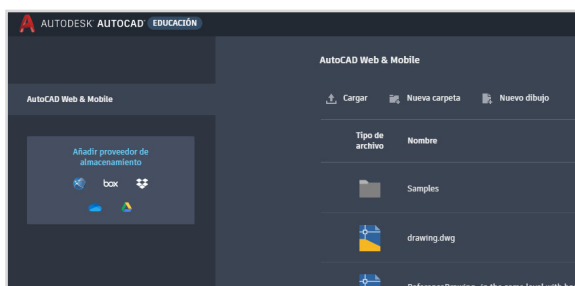 AUTODESK® AUTOCAD® EDUCACIÓN
AutoCAD Web & Mobile
AutoCAD Web & Mobile
Cargar Nueva carpeta Nuevo dibujo
Añadir proveedor de
almacenamiento
box
Tipo de
archivo
Nombre
Samples
drawing.dwg